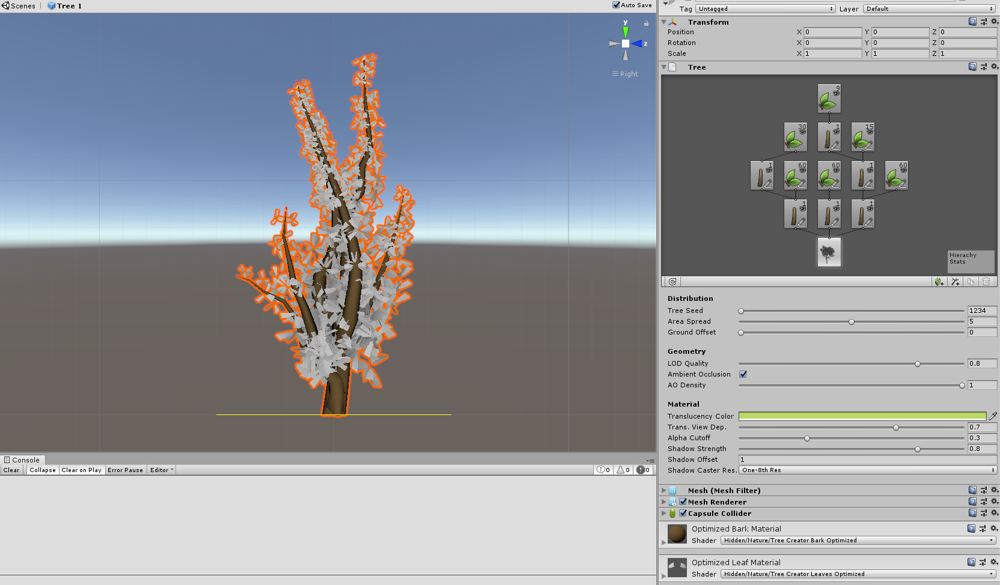 Scenes | Tree 1
Auto Save
y
z
Right
Tag Untagged Layer Default
Transform
Position X 0 Y 0 Z 0
Rotation X 0 Y 0 Z 0
Scale X 1 Y 1 Z 1
Tree
9
30 1 15
1 60 60 1 60
1 1 1
Hierachy
Stats
Distribution
Tree Seed 1234
Area Spread 5
Ground Offset 0
Geometry
LOD Quality 0.8
Ambient Occlusion
AO Density 1
Material
Translucency Color
Trans. View Dep. 0.7
Alpha Cutoff 0.3
Shadow Strength 0.8
Shadow Offset 1
Shadow Caster Res. One-8th Res
Mesh (Mesh Filter)
Mesh Renderer
Capsule Collider
Optimized Bark Material
Shader Hidden/Nature/Tree Creator Bark Optimized
Optimized Leaf Material
Shader Hidden/Nature/Tree Creator Leaves Optimized
Console
Clear Collapse Clear on Play Error Pause Editor 0 0 0